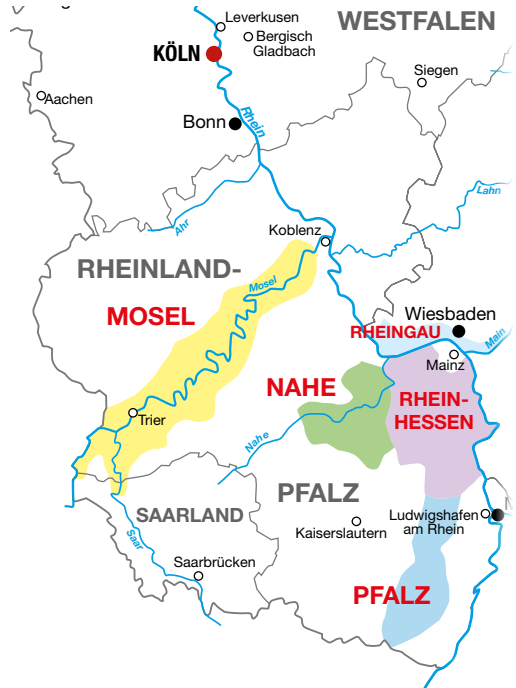 Leverkusen
WESTFALEN
Bergisch
Gladbach
KÖLN
Siegen
Aachen
Bonn
Rhein
Lahn
Ahr
Koblenz
RHEINLAND-
Mosel
MOSEL
Wiesbaden
RHEINGAU
Main
Mainz
NAHE
RHEIN-
HESSEN
Trier
Nahe
PFALZ
SAARLAND
Ludwigshafen
am Rhein
Kaiserslautern
Saar
Saarbrücken
PFALZ